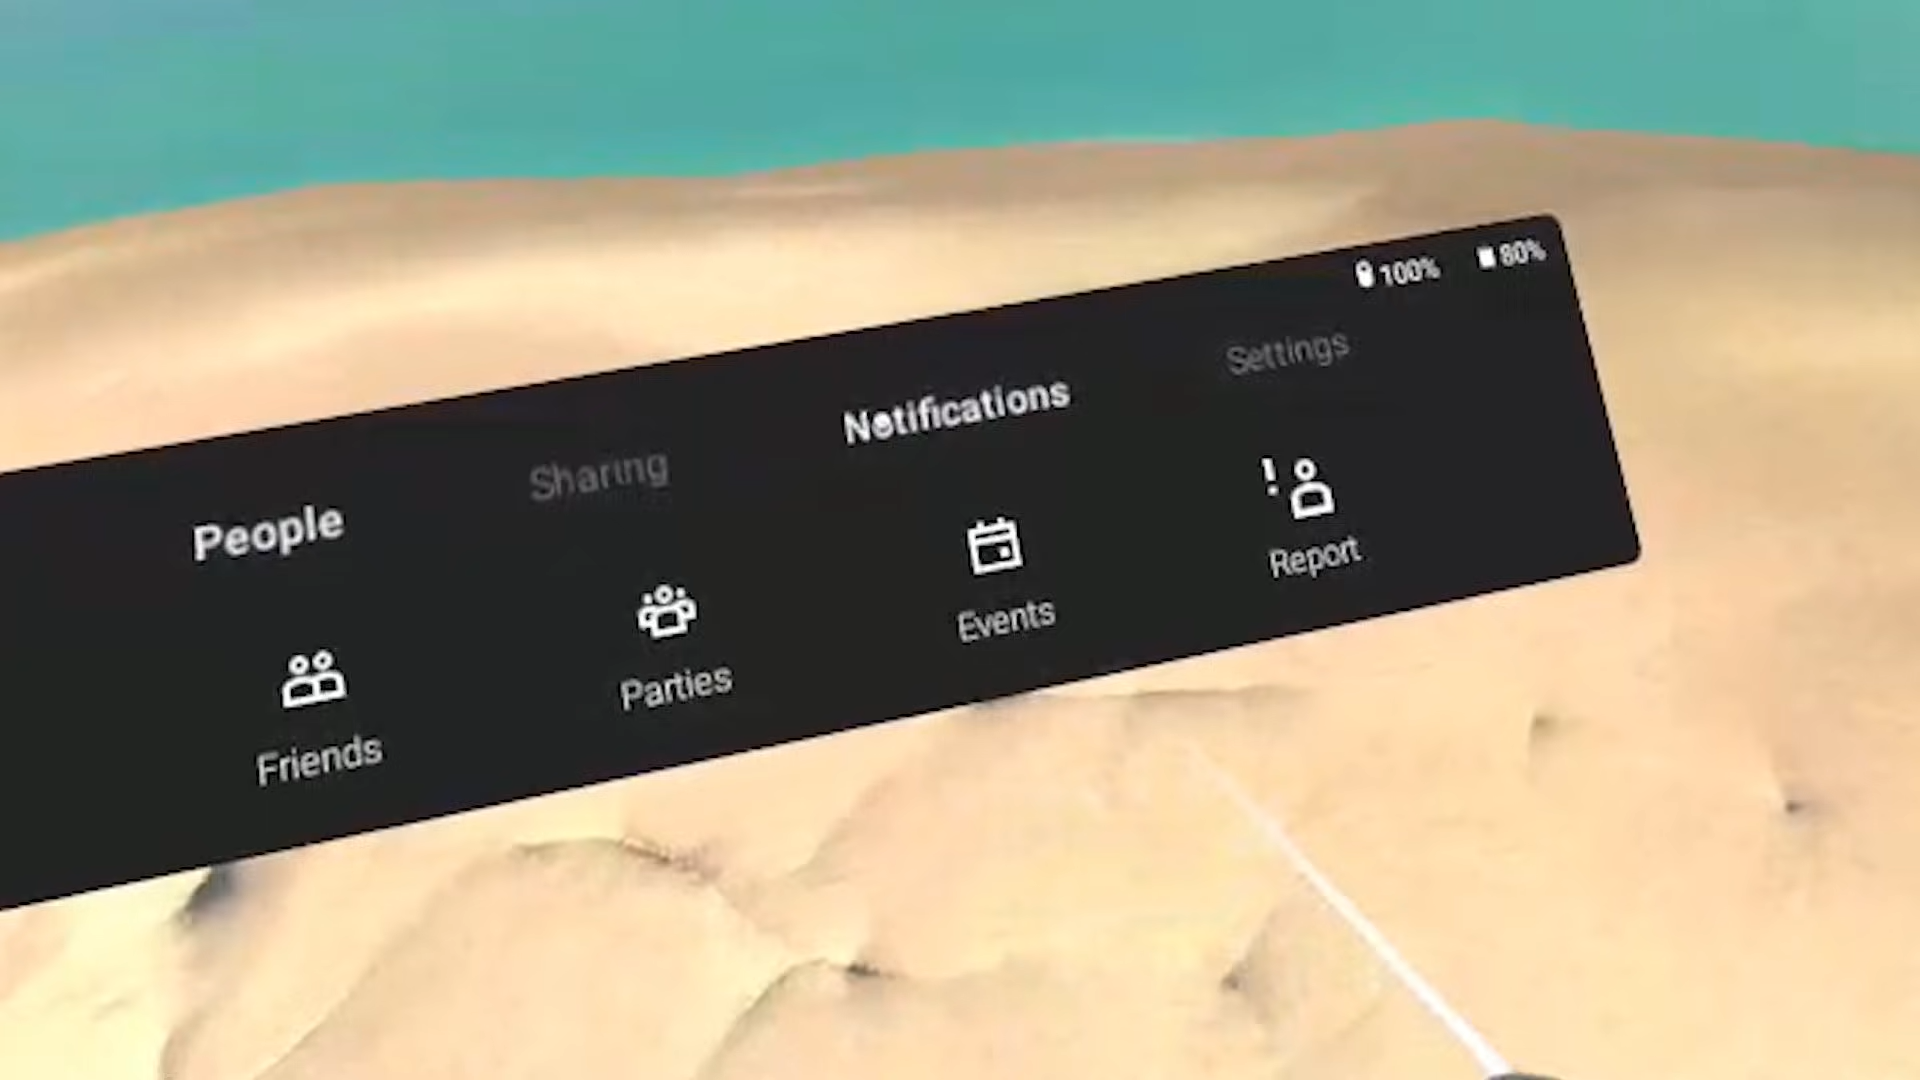 100% 80%
People Sharing Notifications Settings
Friends Parties Events Report